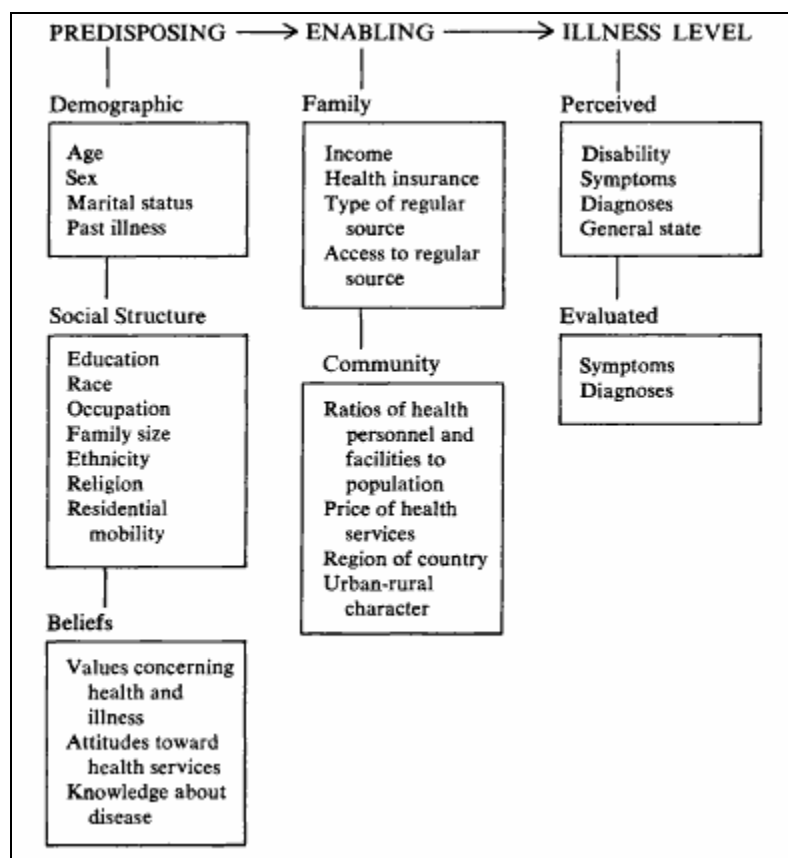 PREDISPOSING → ENABLING → ILLNESS LEVEL
Demographic
Age
Sex
Marital status
Past illness
Social Structure
Education
Race
Occupation
Family size
Ethnicity
Religion
Residential
mobility
Beliefs
Values concerning
health and
illness
Attitudes toward
health services
Knowledge about
disease
Family
Income
Health insurance
Type of regular
source
Access to regular
source
Community
Ratios of health
personnel and
facilities to
population
Price of health
services
Region of country
Urban-rural
character
Perceived
Disability
Symptoms
Diagnoses
General state
Evaluated
Symptoms
Diagnoses